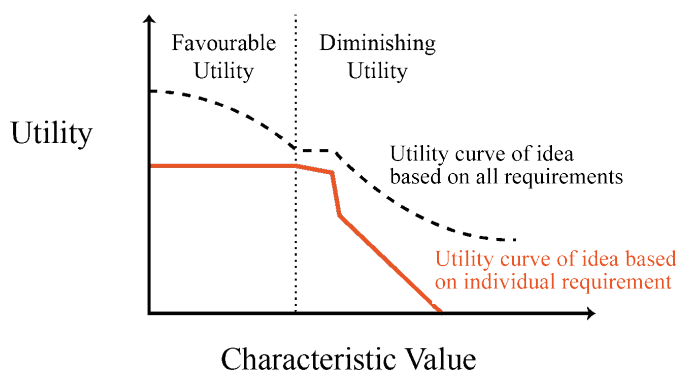 Favourable
Utility
Diminishing
Utility
Utility
Utility curve of idea
based on all requirements
Utility curve of idea based
on individual requirement
Characteristic Value